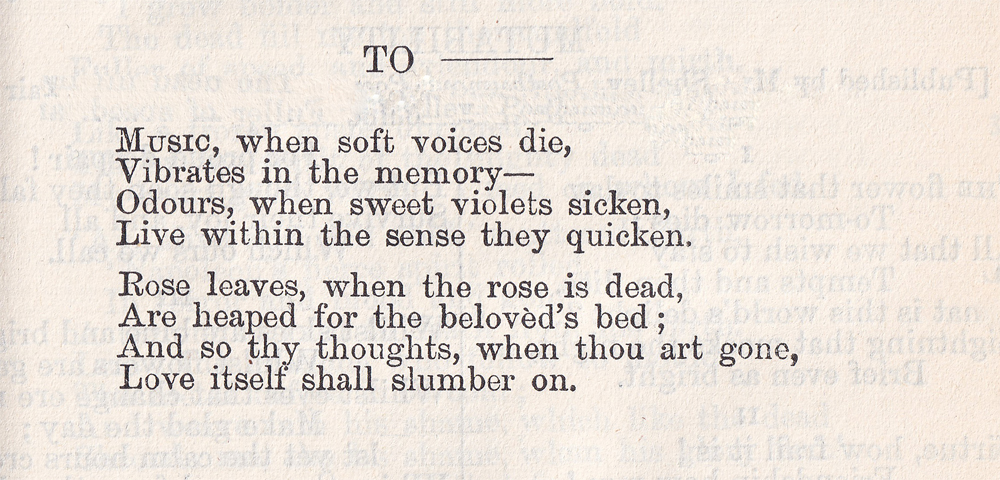 TO ———
Music, when soft voices die,
Vibrates in the memory—
Odours, when sweet violets sicken,
Live within the sense they quicken.
Rose leaves, when the rose is dead,
Are heaped for the belovèd's bed ;
And so thy thoughts, when thou art gone,
Love itself shall slumber on.